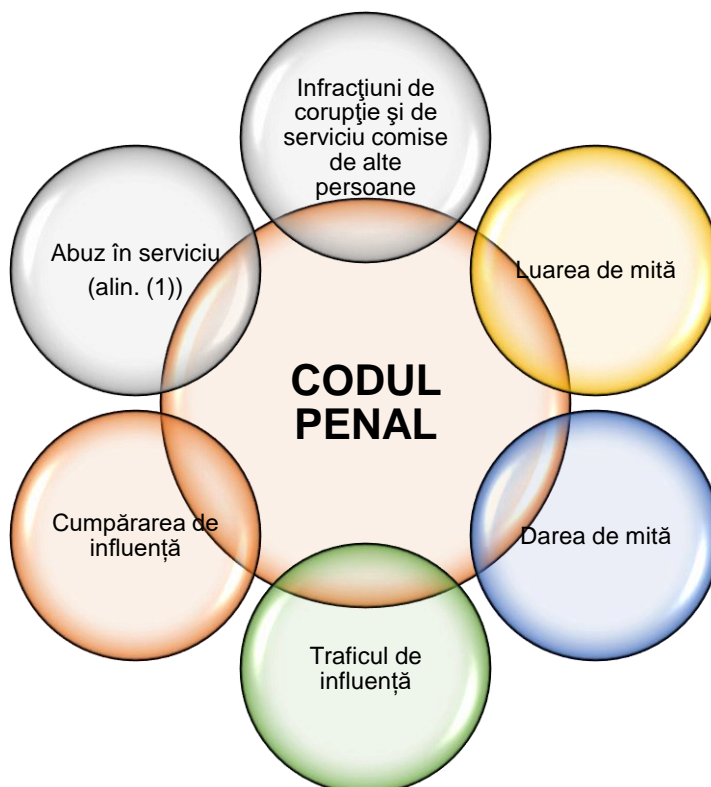 Infracţiuni de
corupţie şi de
serviciu comise
de alte
persoane
Abuz în serviciu
(alin. (1))
Luarea de mită
CODUL
PENAL
Cumpărarea de
influență
Darea de mită
Traficul de
influență